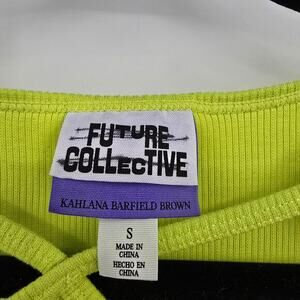 FUTURE
COLLECTIVE
KAHLANA BARFIELD BROWN
S
MADE IN
CHINA
HECHO EN
CHINA